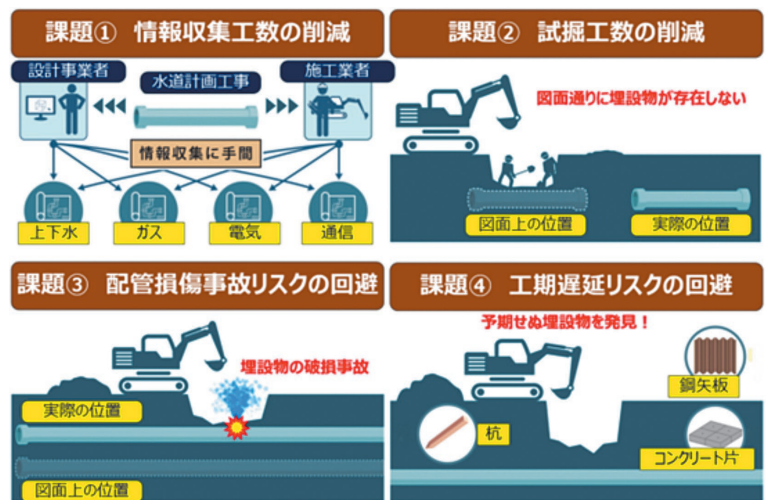 課題① 情報収集工数の削減
設計事業者
水道計画工事
施工業者
情報収集に手間
上下水
ガス
電気
通信
課題② 試掘工数の削減
図面通りに埋設物が存在しない
図面上の位置
実際の位置
課題③ 配管損傷事故リスクの回避
埋設物の破損事故
実際の位置
図面上の位置
課題④ 工期遅延リスクの回避
予期せぬ埋設物を発見！
鋼矢板
杭
コンクリート片